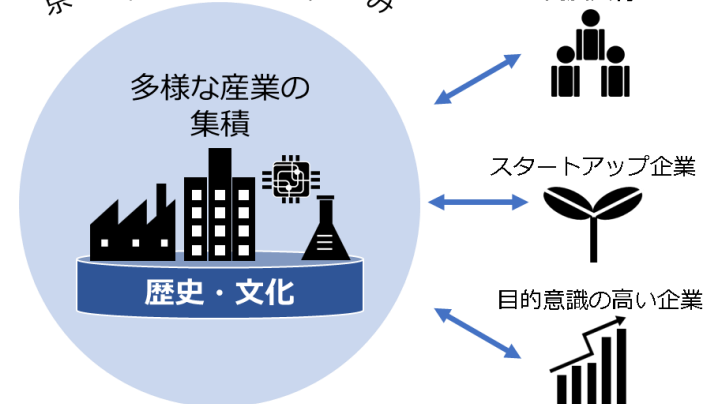 多様な産業の
集積
歴史・文化
スタートアップ企業
目的意識の高い企業